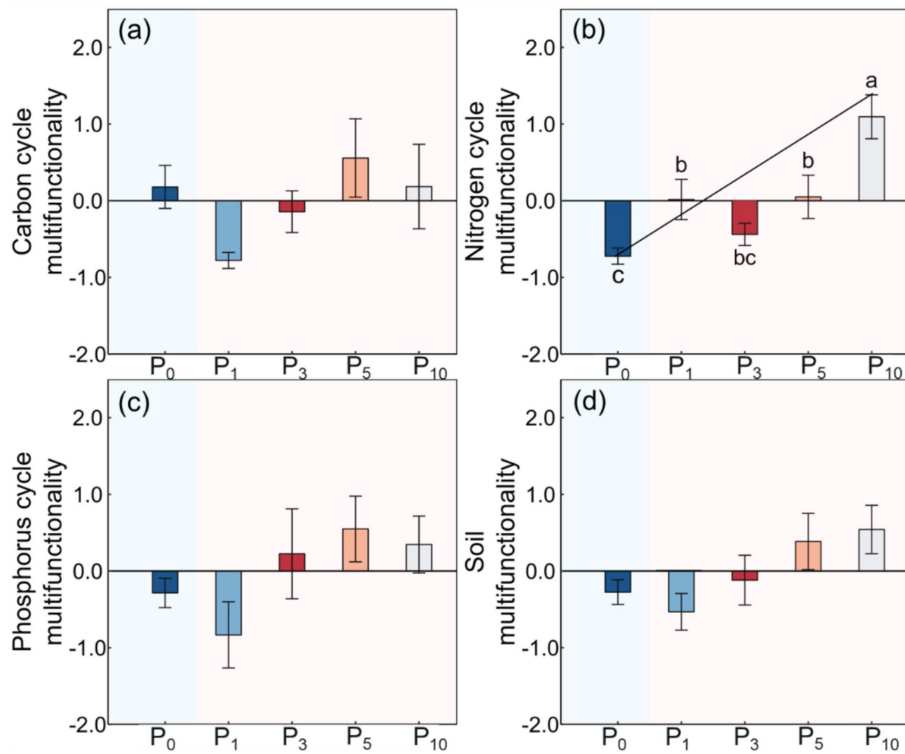 (a)
Carbon cycle
multifunctionality
2.0
1.0
0.0
-1.0
-2.0
P0 P1 P3 P5 P10
(b)
Nitrogen cycle
multifunctionality
2.0
1.0
0.0
-1.0
-2.0
c
b
bc
b
a
P0 P1 P3 P5 P10
(c)
Phosphorus cycle
multifunctionality
2.0
1.0
0.0
-1.0
-2.0
P0 P1 P3 P5 P10
(d)
Soil
multifunctionality
2.0
1.0
0.0
-1.0
-2.0
P0 P1 P3 P5 P10